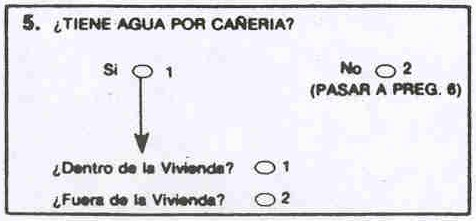 5. ¿TIENE AGUA POR CAÑERIA?
Si 1 No 2
(PASAR A PREG. 6)
¿Dentro de la Vivienda? 1
¿Fuera de la Vivienda? 2